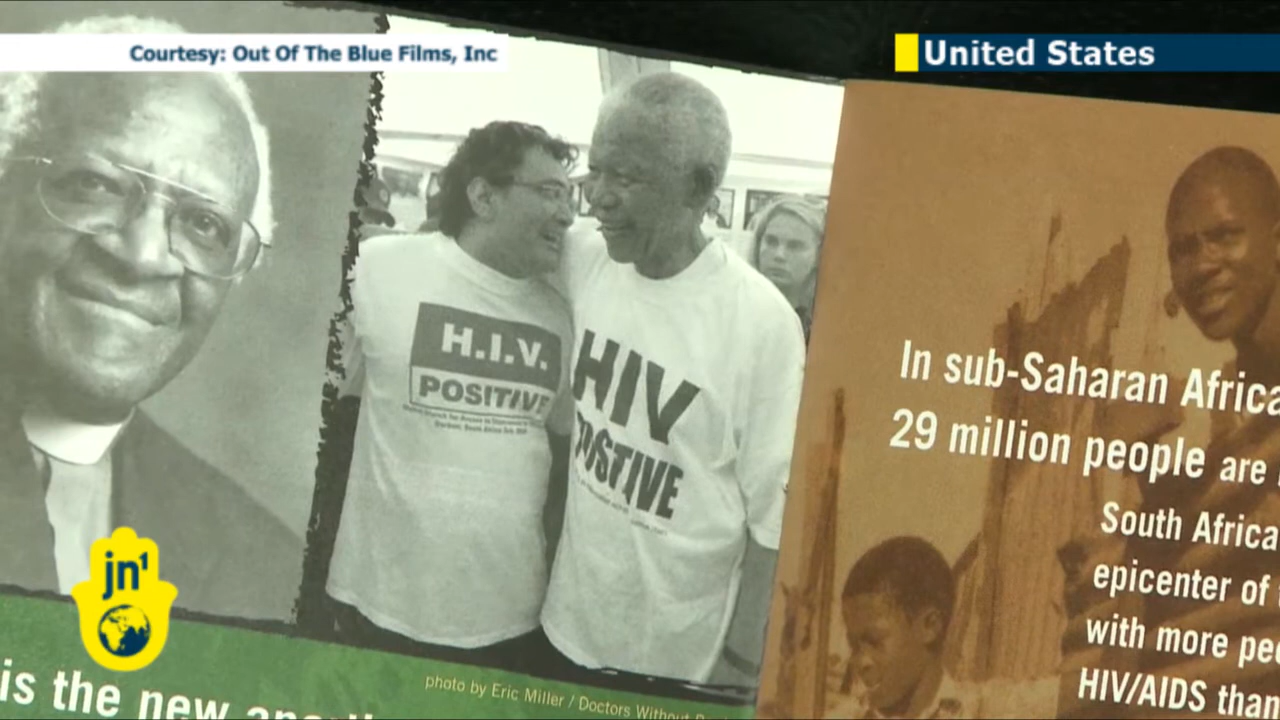 Courtesy: Out Of The Blue Films, Inc
United States
H.I.V.
POSITIVE
HIV
POSTIVE
In sub-Saharan Africa
29 million people are
South Africa
epicenter of
with more
HIV/AIDS than
jn1
is the new
photo by Eric Miller / Doctors Without